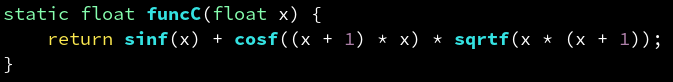 static float funcC(float x) {
    return sinf(x) + cosf((x + 1) * x) * sqrtf(x * (x + 1));
}